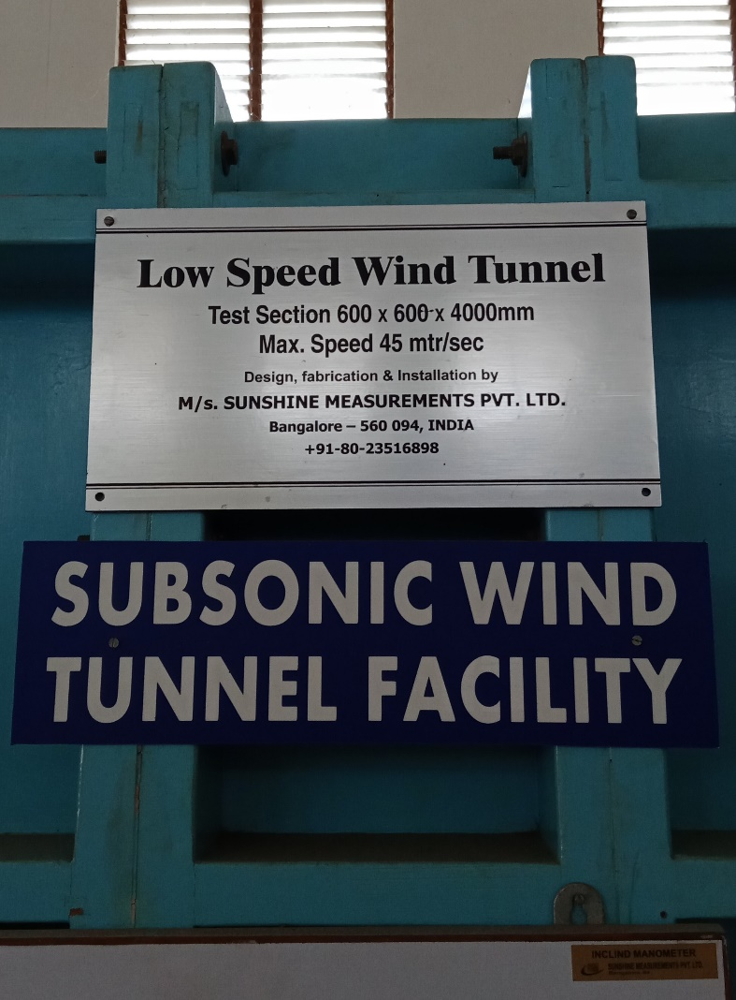 Low Speed Wind Tunnel
Test Section 600 x 600 x 4000mm
Max. Speed 45 mtr/sec
Design, fabrication & Installation by
M/s. SUNSHINE MEASUREMENTS PVT. LTD.
Bangalore – 560 094, INDIA
+91-80-23516898
SUBSONIC WIND
TUNNEL FACILITY
INCLIND MANOMETER
SUNSHINE MEASUREMENTS PVT. LTD.